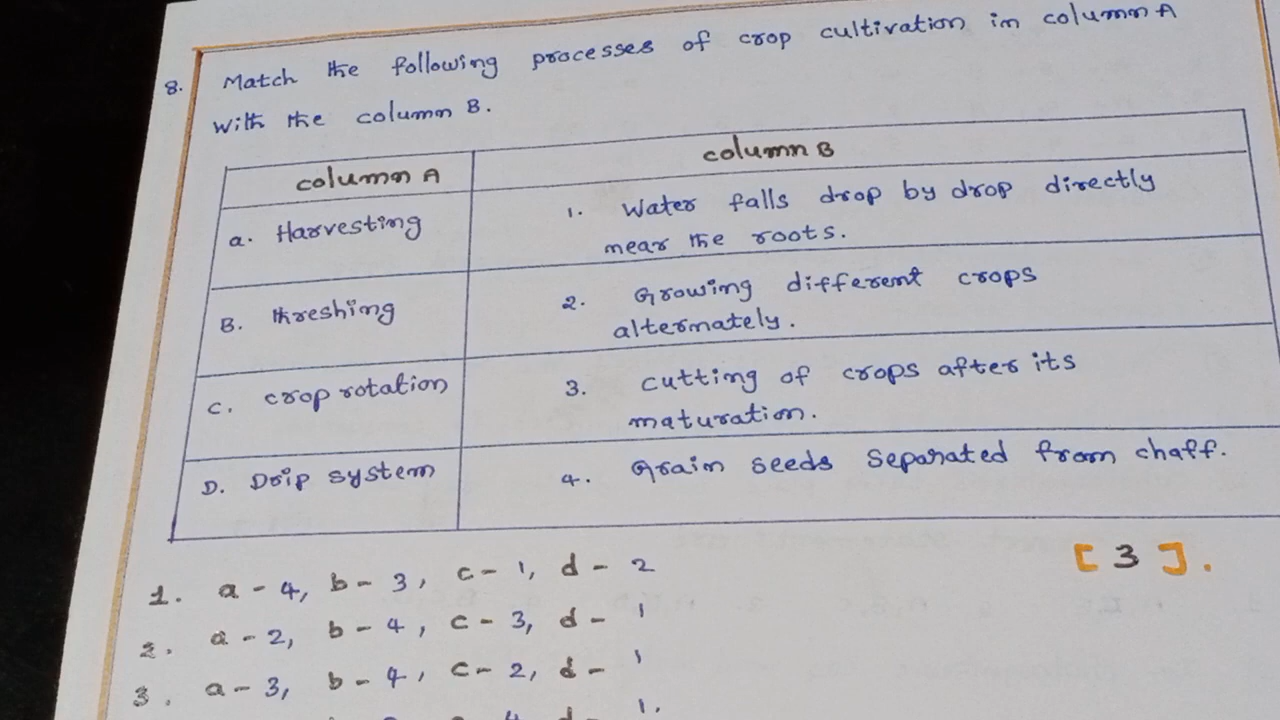 8. Match the following processes of crop cultivation in column A
With the column B.
column A column B
a. Harvesting 1. Water falls drop by drop directly
near the roots.
B. threshing 2. Growing different crops
alternately.
c. crop rotation 3. cutting of crops after its
maturation.
D. Drip system 4. Grain seeds separated from chaff.
[3].
1. a - 4, b - 3, c - 1, d - 2
2. a - 2, b - 4, c - 3, d - 1
3. a - 3, b - 4, c - 2, d - 1